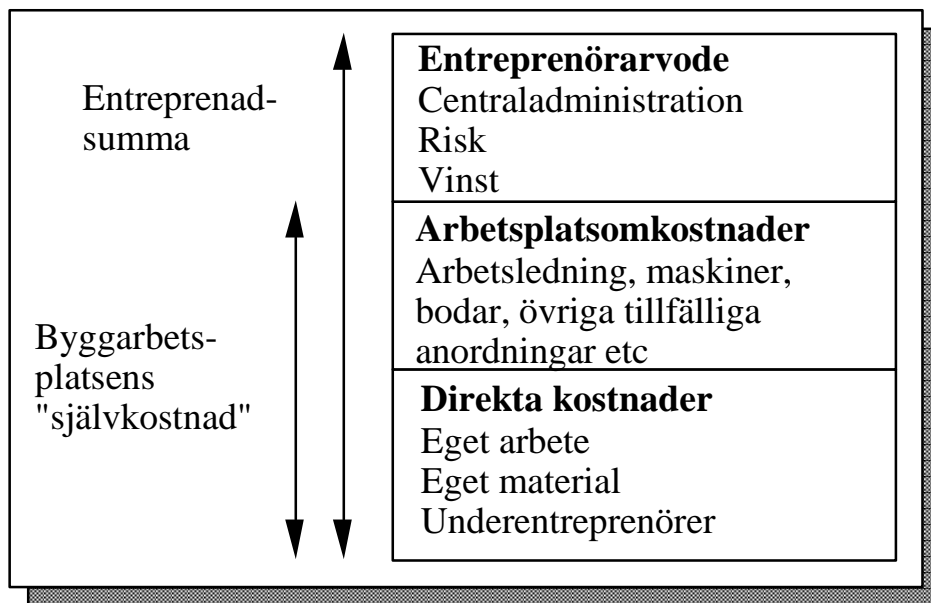 Entreprenad-
summa
Byggarbets-
platsens
"självkostnad"
Entreprenörarvode
Centraladministration
Risk
Vinst
Arbetsplatsomkostnader
Arbetsledning, maskiner,
bodar, övriga tillfälliga
anordningar etc
Direkta kostnader
Eget arbete
Eget material
Underentreprenörer